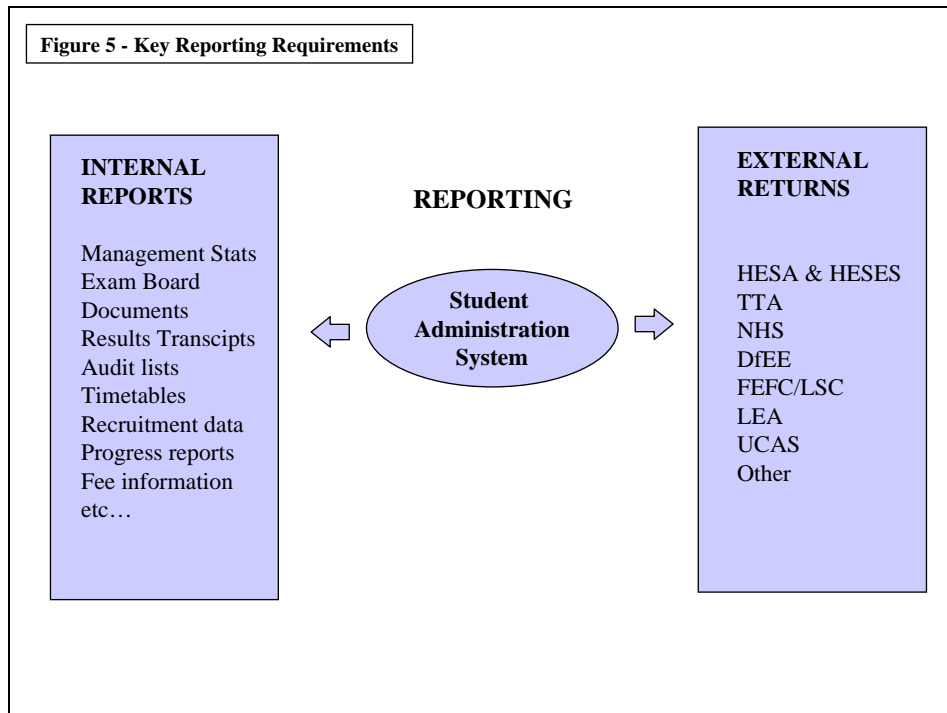 Figure 5 - Key Reporting Requirements
INTERNAL
REPORTS
Management Stats
Exam Board
Documents
Results Transcipts
Audit lists
Timetables
Recruitment data
Progress reports
Fee information
etc…
REPORTING
Student
Administration
System
EXTERNAL
RETURNS
HESA & HESES
TTA
NHS
DfEE
FEFC/LSC
LEA
UCAS
Other